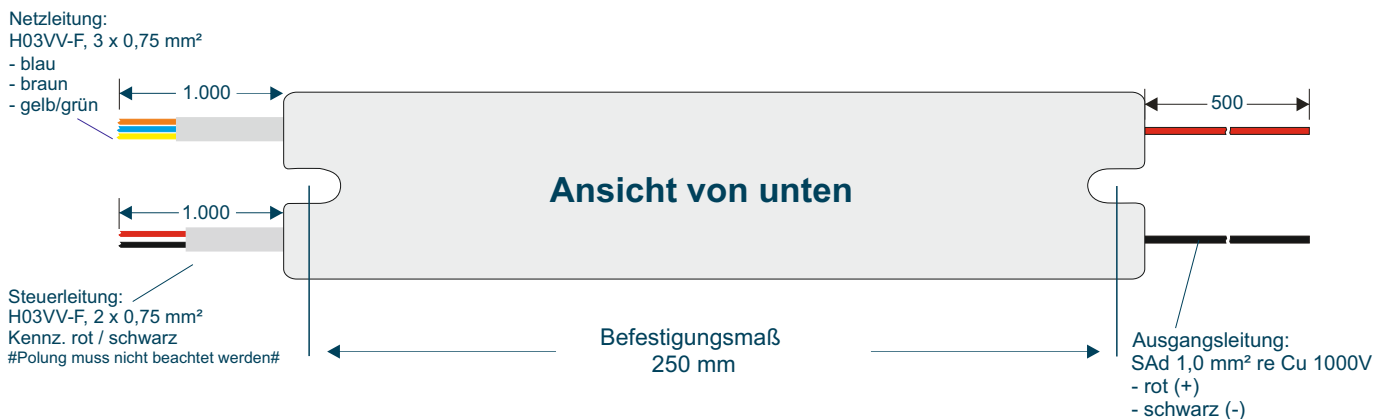 Netzleitung:
H03VV-F, 3 x 0,75 mm²
- blau
- braun
- gelb/grün
1.000
500
Ansicht von unten
1.000
Steuerleitung:
H03VV-F, 2 x 0,75 mm²
Kennz. rot / schwarz
#Polung muss nicht beachtet werden#
Befestigungsmaß
250 mm
Ausgangsleitung:
SAd 1,0 mm² re Cu 1000V
- rot (+)
- schwarz (-)